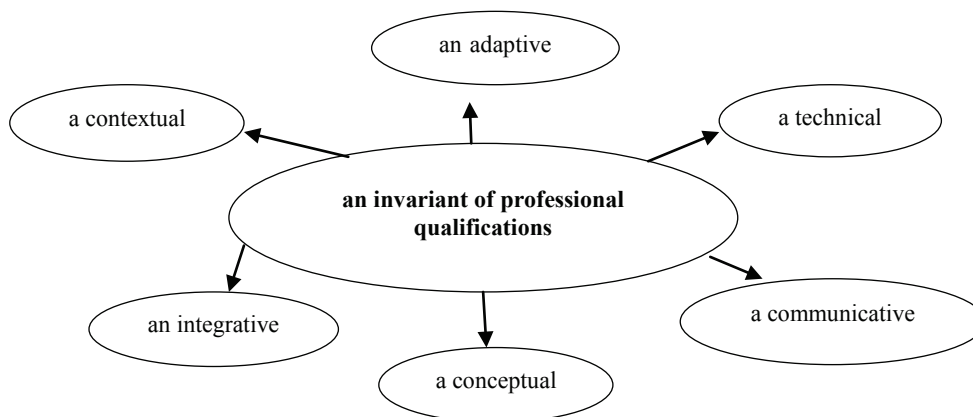 an adaptive
a contextual
a technical
an invariant of professional
qualifications
an integrative
a communicative
a conceptual